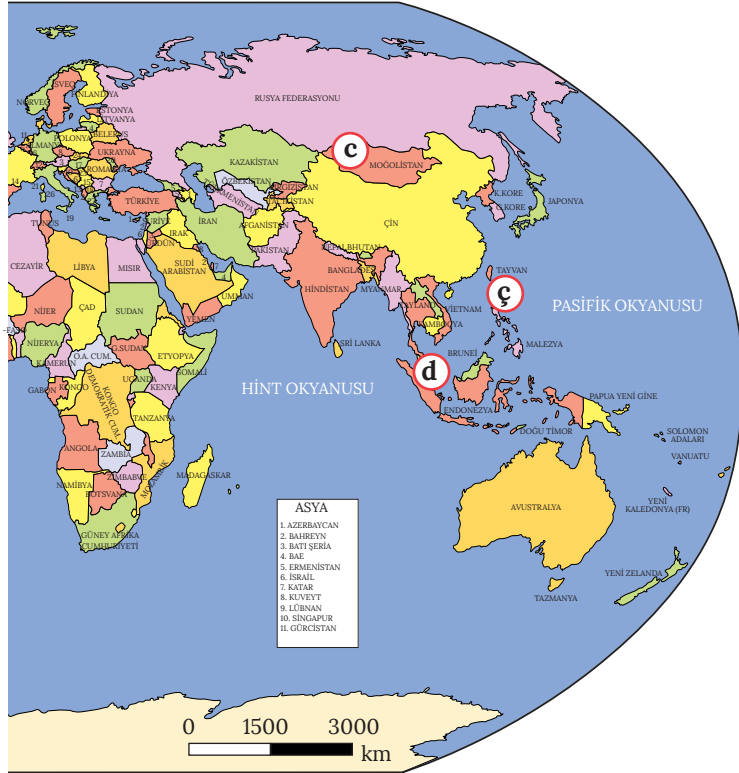 İSVEÇ
NORVEÇ
FİNLANDİYA
ESTONYA
LİTVANYA
BELERUS
POLONYA
UKRAYNA
ROMANYA
RUSYA FEDERASYONU
c
MOĞOLİSTAN
KAZAKİSTAN
ÖZBEKİSTAN
KIRGIZİSTAN
TÜRKMENİSTAN
TACİKİSTAN
TÜRKİYE
SURİYE
IRAK
İRAN
AFGANİSTAN
PAKİSTAN
ÜRDÜN
ÇİN
K.KORE
G.KORE
JAPONYA
TUNUS
CEZAYİR
LİBYA
MISIR
SUDİ
ARABİSTAN
UMMAN
YEMEN
NEPAL
BHUTAN
BANGLADEŞ
HİNDİSTAN
MYANMAR
TAYLAND
VİETNAM
KAMBOÇYA
TAYVAN
ç
PASİFİK OKYANUSU
MALEZYA
NİJER
ÇAD
SUDAN
NİJERYA
ETYOPYA
G.SUDAN
O.A. CUM.
KAMERUN
SOMALİ
SRİ LANKA
BRUNEİ
d
UGANDA
KENYA
GABON
KONGO
KONGO
DEMOKRATİK CUM.
HİNT OKYANUSU
ENDONEZYA
PAPUA YENİ GİNE
TANZANYA
DOĞU TİMOR
SOLOMON
ADALARI
VANUATU
ANGOLA
ZAMBİA
MOZAMBİK
ZİMBABVE
MADAGASKAR
NAMİBYA
BOTSVANA
AVUSTRALYA
YENİ
KALEDONYA (FR)
GÜNEY AFRİKA
CUMHURİYETİ
YENİ ZELANDA
TAZMANYA
ASYA
1. AZERBAYCAN
2. BAHREYN
3. BATI ŞERİA
4. BAE
5. ERMENİSTAN
6. İSRAİL
7. KATAR
8. KUVEYT
9. LÜBNAN
10. SİNGAPUR
11. GÜRCİSTAN
0 1500 3000
km